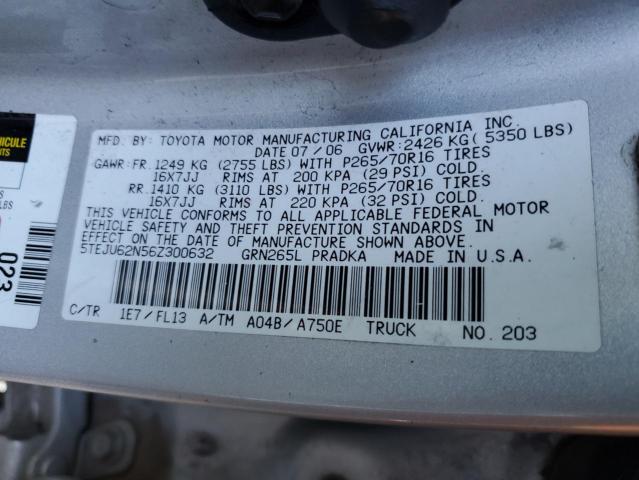 MFD. BY: TOYOTA MOTOR MANUFACTURING CALIFORNIA INC.
DATE 07/06 GVWR:2426 KG( 5350 LBS)
GAWR:FR.1249 KG (2755 LBS) WITH P265/70R16 TIRES
16X7JJ RIMS AT 200 KPA (29 PSI) COLD.
RR.1410 KG (3110 LBS) WITH P265/70R16 TIRES
16X7JJ RIMS AT 220 KPA (32 PSI) COLD.
THIS VEHICLE CONFORMS TO ALL APPLICABLE FEDERAL MOTOR
VEHICLE SAFETY AND THEFT PREVENTION STANDARDS IN
EFFECT ON THE DATE OF MANUFACTURE SHOWN ABOVE.
5TEJU62N56Z300632 GRN265L PRADKA MADE IN U.S.A.
C/TR 1E7/FL13 A/TM A04B/A750E TRUCK NO. 203
VEHICULE
LBS
023